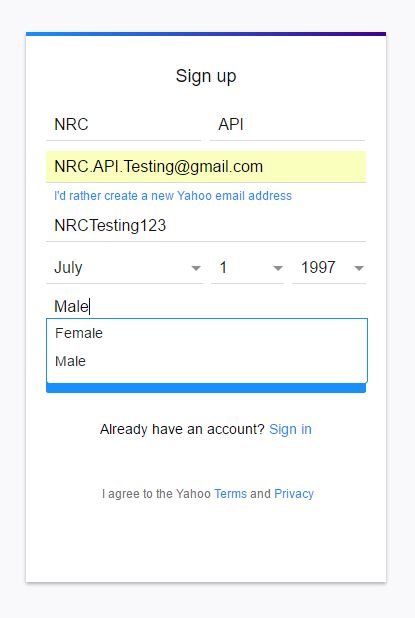 Sign up
NRC API
NRC.API.Testing@gmail.com
I'd rather create a new Yahoo email address
NRCTesting123
July 1 1997
Male
Female
Male
Already have an account? Sign in
I agree to the Yahoo Terms and Privacy